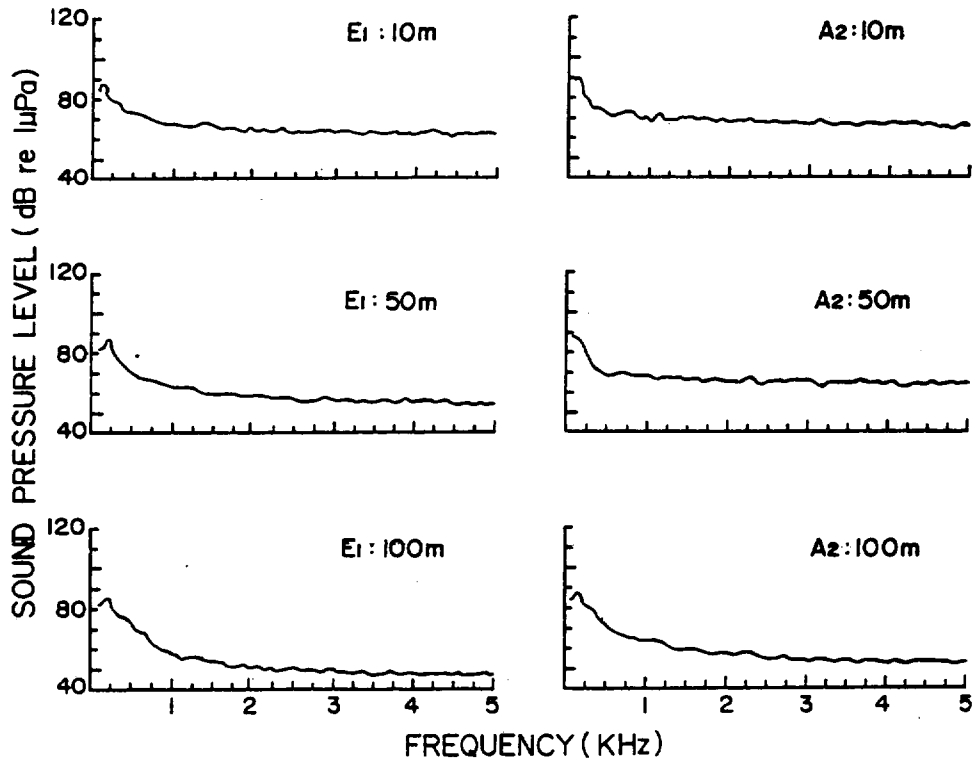 SOUND PRESSURE LEVEL (dB re 1μPa)
120
80
40
E1 : 10m
A2 : 10m
120
80
40
E1 : 50m
A2 : 50m
120
80
40
E1 : 100m
A2 : 100m
1 2 3 4 5
1 2 3 4 5
FREQUENCY (KHz)